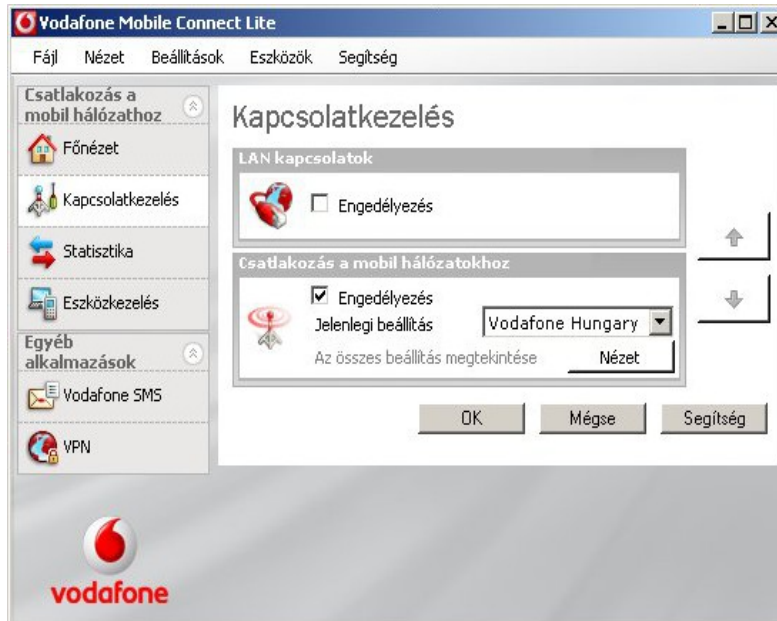 Vodafone Mobile Connect Lite
Fájl Nézet Beállítások Eszközök Segítség
Csatlakozás a
mobil hálózathoz
Főnézet
Kapcsolatkezelés
Statisztika
Eszközkezelés
Egyéb
alkalmazások
Vodafone SMS
VPN
vodafone
Kapcsolatkezelés
LAN kapcsolatok
Engedélyezés
Csatlakozás a mobil hálózatokhoz
Engedélyezés
Jelenlegi beállítás Vodafone Hungary
Az összes beállítás megtekintése Nézet
OK Mégse Segítség